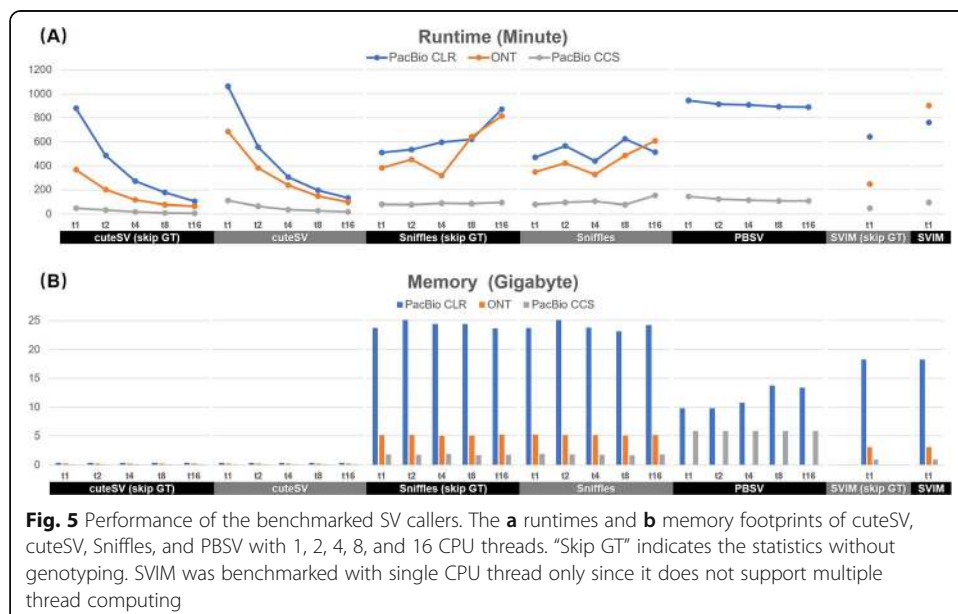 (A)
Runtime (Minute)
PacBio CLR ONT PacBio CCS
1200
1000
800
600
400
200
0
t1 t2 t4 t8 t16 t1 t2 t4 t8 t16 t1 t2 t4 t8 t16 t1 t2 t4 t8 t16 t1 t2 t4 t8 t16 t1 t1
cuteSV (skip GT) cuteSV Sniffles (skip GT) Sniffles PBSV SVIM (skip GT) SVIM
(B)
Memory (Gigabyte)
PacBio CLR ONT PacBio CCS
25
20
15
10
5
0
t1 t2 t4 t8 t16 t1 t2 t4 t8 t16 t1 t2 t4 t8 t16 t1 t2 t4 t8 t16 t1 t2 t4 t8 t16 t1 t1
cuteSV (skip GT) cuteSV Sniffles (skip GT) Sniffles PBSV SVIM (skip GT) SVIM
Fig. 5 Performance of the benchmarked SV callers. The a runtimes and b memory footprints of cuteSV,
cuteSV, Sniffles, and PBSV with 1, 2, 4, 8, and 16 CPU threads. “Skip GT” indicates the statistics without
genotyping. SVIM was benchmarked with single CPU thread only since it does not support multiple
thread computing